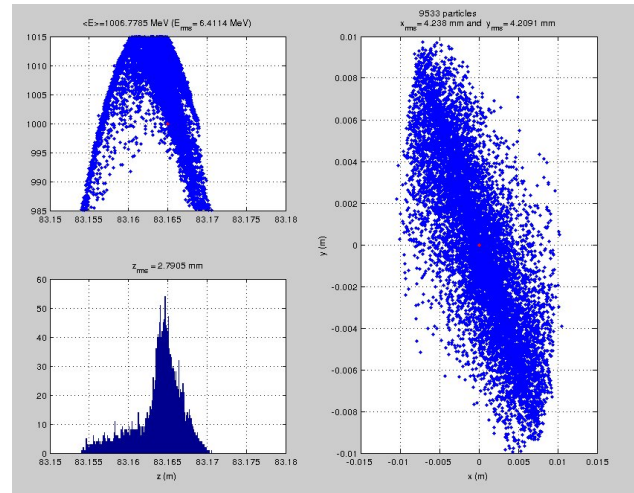 <E>=1006.7785 MeV (E_rms=6.4114 MeV)
1015
1010
1005
1000
995
990
985
83.15 83.155 83.16 83.165 83.17 83.175 83.18
z_rms=2.7905 mm
60
50
40
30
20
10
0
83.15 83.155 83.16 83.165 83.17 83.175 83.18
z (m)
9533 particles
x_rms=4.238 mm and y_rms=4.2091 mm
0.01
0.008
0.006
0.004
0.002
0
-0.002
-0.004
-0.006
-0.008
-0.01
y (m)
-0.015 -0.01 -0.005 0 0.005 0.01 0.015
x (m)